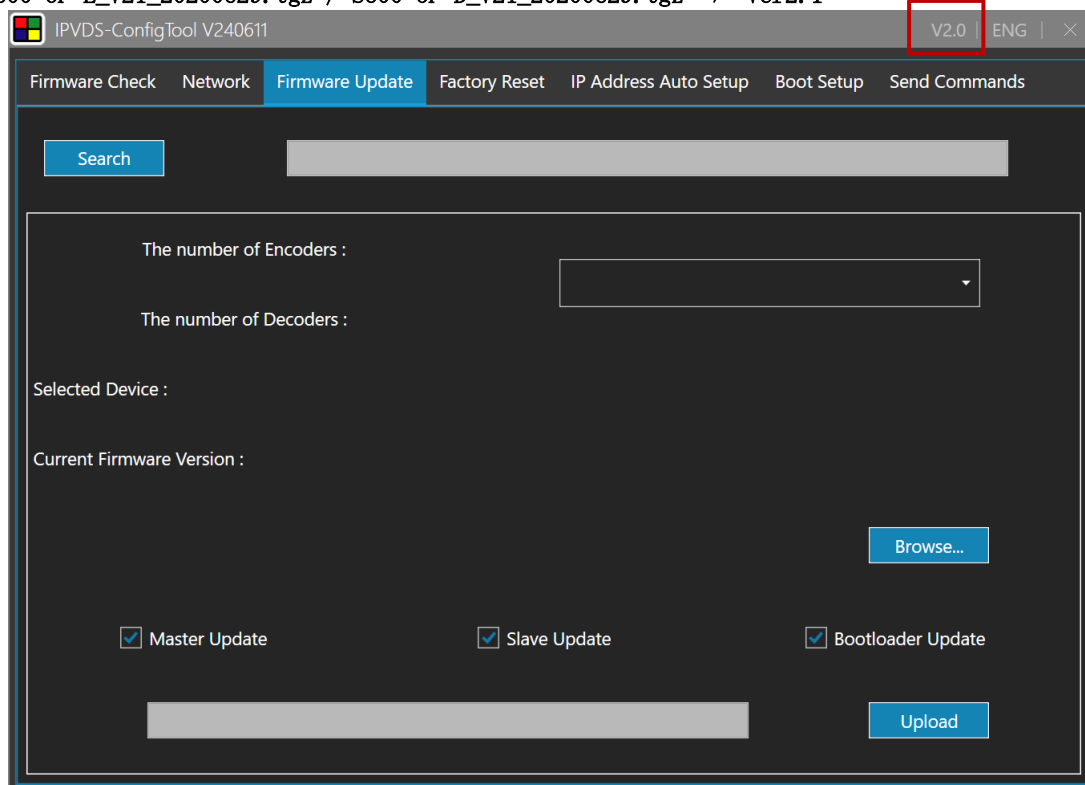 IPVDS-ConfigTool V240611 V2.0 | ENG | ×
Firmware Check Network Firmware Update Factory Reset IP Address Auto Setup Boot Setup Send Commands
Search
The number of Encoders :
The number of Decoders :
Selected Device :
Current Firmware Version :
Browse...
Master Update Slave Update Bootloader Update
Upload